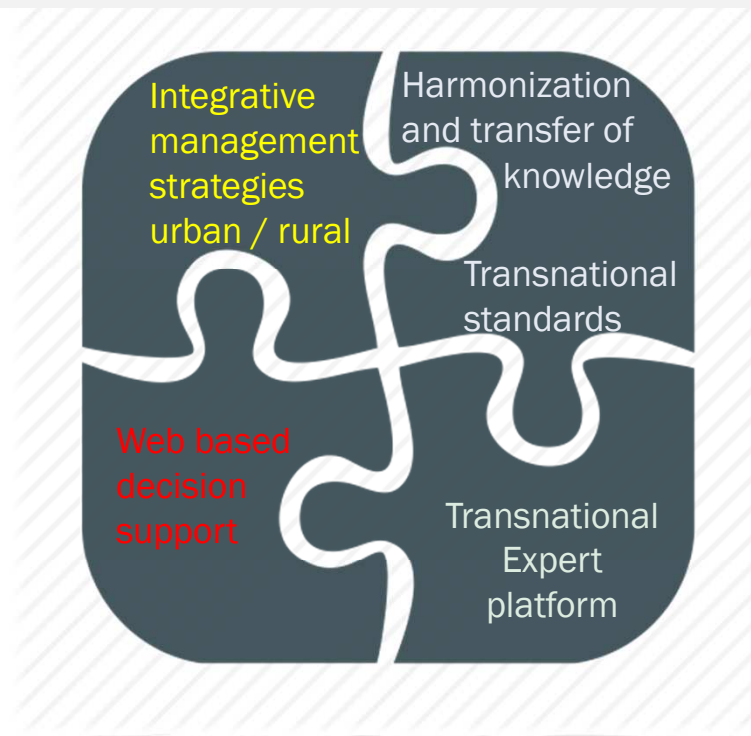 Integrative
management
strategies
urban / rural
Harmonization
and transfer of
knowledge
Transnational
standards
Web based
decision
support
Transnational
Expert
platform